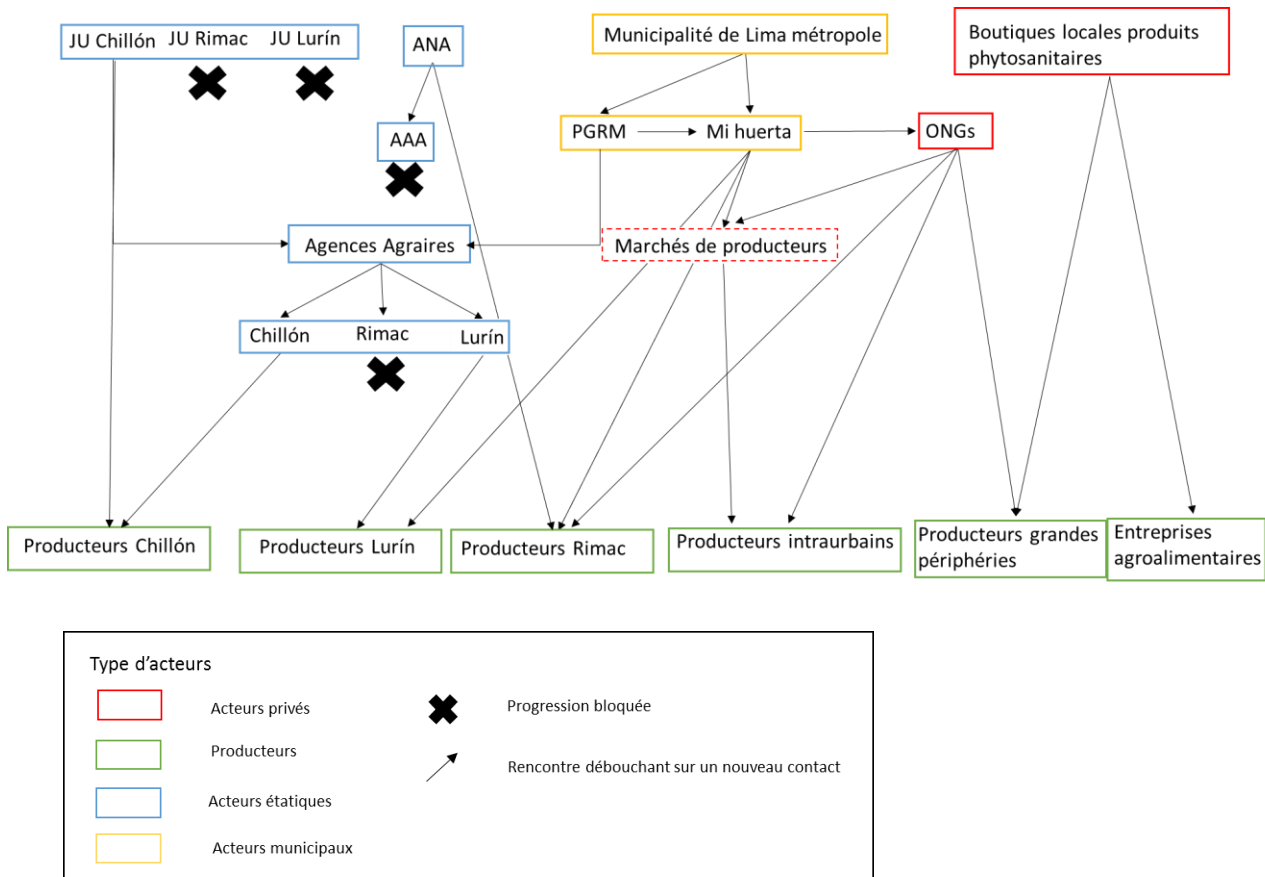 JU Chillón JU Rimac JU Lurín
ANA
Municipalité de Lima métropole
Boutiques locales produits
phytosanitaires
AAA
PGRM
Mi huerta
ONGs
Agences Agraires
Marchés de producteurs
Chillón
Rimac
Lurín
Producteurs Chillón
Producteurs Lurín
Producteurs Rimac
Producteurs intraurbains
Producteurs grandes
périphéries
Entreprises
agroalimentaires
Type d'acteurs
Acteurs privés
Progression bloquée
Producteurs
Rencontre débouchant sur un nouveau contact
Acteurs étatiques
Acteurs municipaux